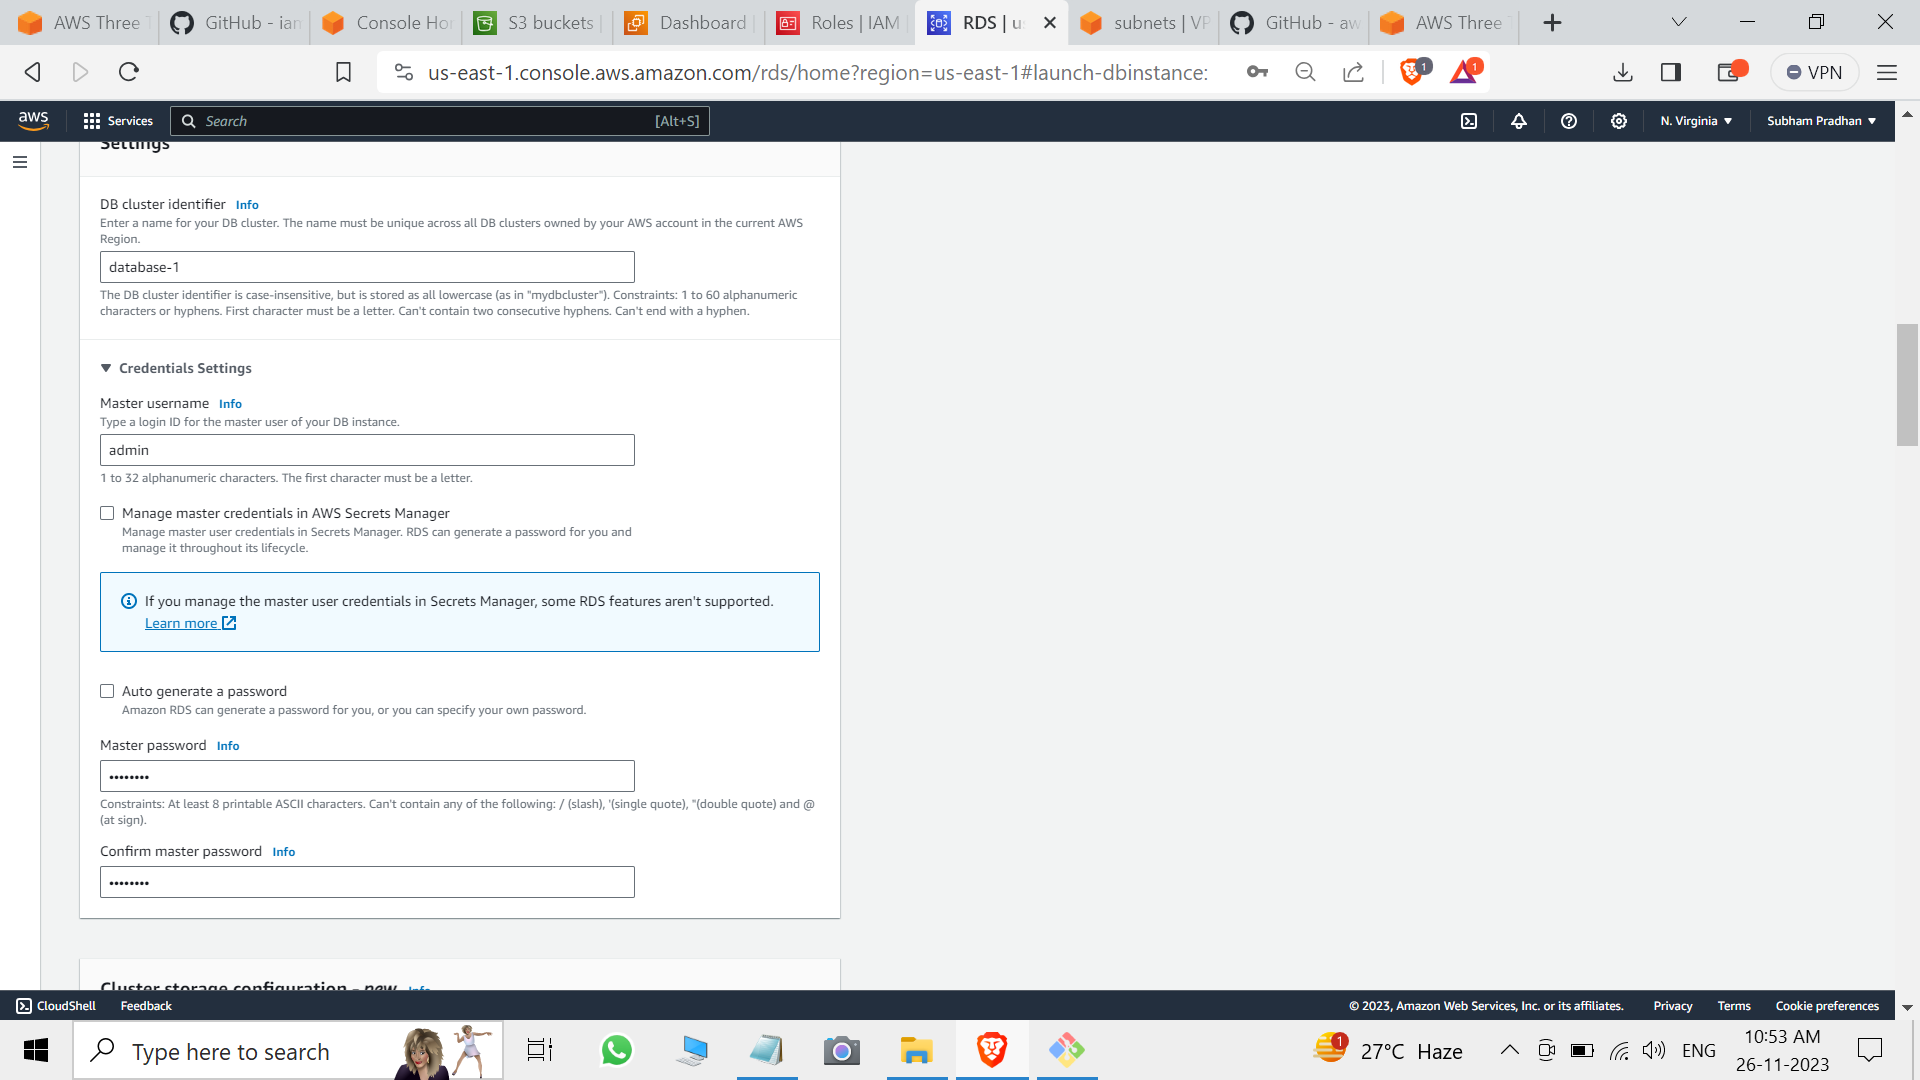 AWS Three T
GitHub - iam
Console Hor
S3 buckets |
Dashboard |
Roles | IAM
RDS | us
subnets | VP
GitHub - aw
AWS Three T
us-east-1.console.aws.amazon.com/rds/home?region=us-east-1#launch-dbinstance:
1
1
VPN
aws
Services
Search
[Alt+S]
N. Virginia
Subham Pradhan
Settings
DB cluster identifier Info
Enter a name for your DB cluster. The name must be unique across all DB clusters owned by your AWS account in the current AWS
Region.
database-1
The DB cluster identifier is case-insensitive, but is stored as all lowercase (as in "mydbcluster"). Constraints: 1 to 60 alphanumeric
characters or hyphens. First character must be a letter. Can't contain two consecutive hyphens. Can't end with a hyphen.
Credentials Settings
Master username Info
Type a login ID for the master user of your DB instance.
admin
1 to 32 alphanumeric characters. The first character must be a letter.
Manage master credentials in AWS Secrets Manager
Manage master user credentials in Secrets Manager. RDS can generate a password for you and
manage it throughout its lifecycle.
If you manage the master user credentials in Secrets Manager, some RDS features aren't supported.
Learn more
Auto generate a password
Amazon RDS can generate a password for you, or you can specify your own password.
Master password Info
••••••••
Constraints: At least 8 printable ASCII characters. Can't contain any of the following: / (slash), '(single quote), "(double quote) and @
(at sign).
Confirm master password Info
••••••••
Cluster storage configuration - new Info
CloudShell
Feedback
© 2023, Amazon Web Services, Inc. or its affiliates.
Privacy
Terms
Cookie preferences
Type here to search
1
27°C Haze
ENG
10:53 AM
26-11-2023